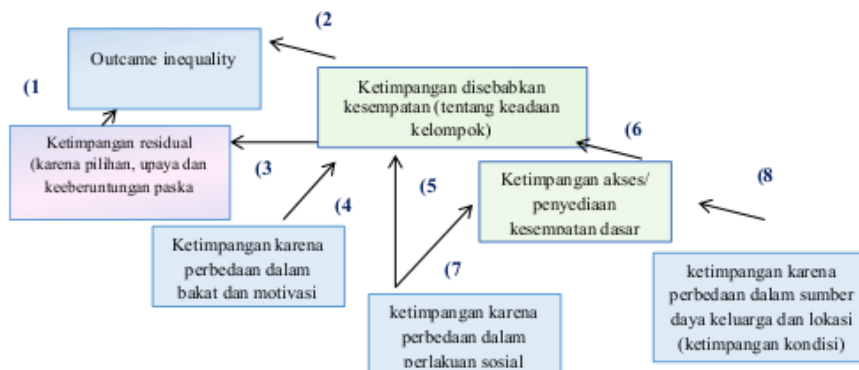 (2
Outcame inequality
(1
Ketimpangan disebabkan
kesempatan (tentang keadaan
kelompok)
(6
Ketimpangan residual
(karena pilihan, upaya dan
keeberuntungan paska
(3
(5
(4
Ketimpangan akses/
penyediaan
kesempatan dasar
(8
Ketimpangan karena
perbedaan dalam
bakat dan motivasi
(7
ketimpangan karena
perbedaan dalam
perlakuan sosial
ketimpangan karena
perbedaan dalam sumber
daya keluarga dan lokasi
(ketimpangan kondisi)